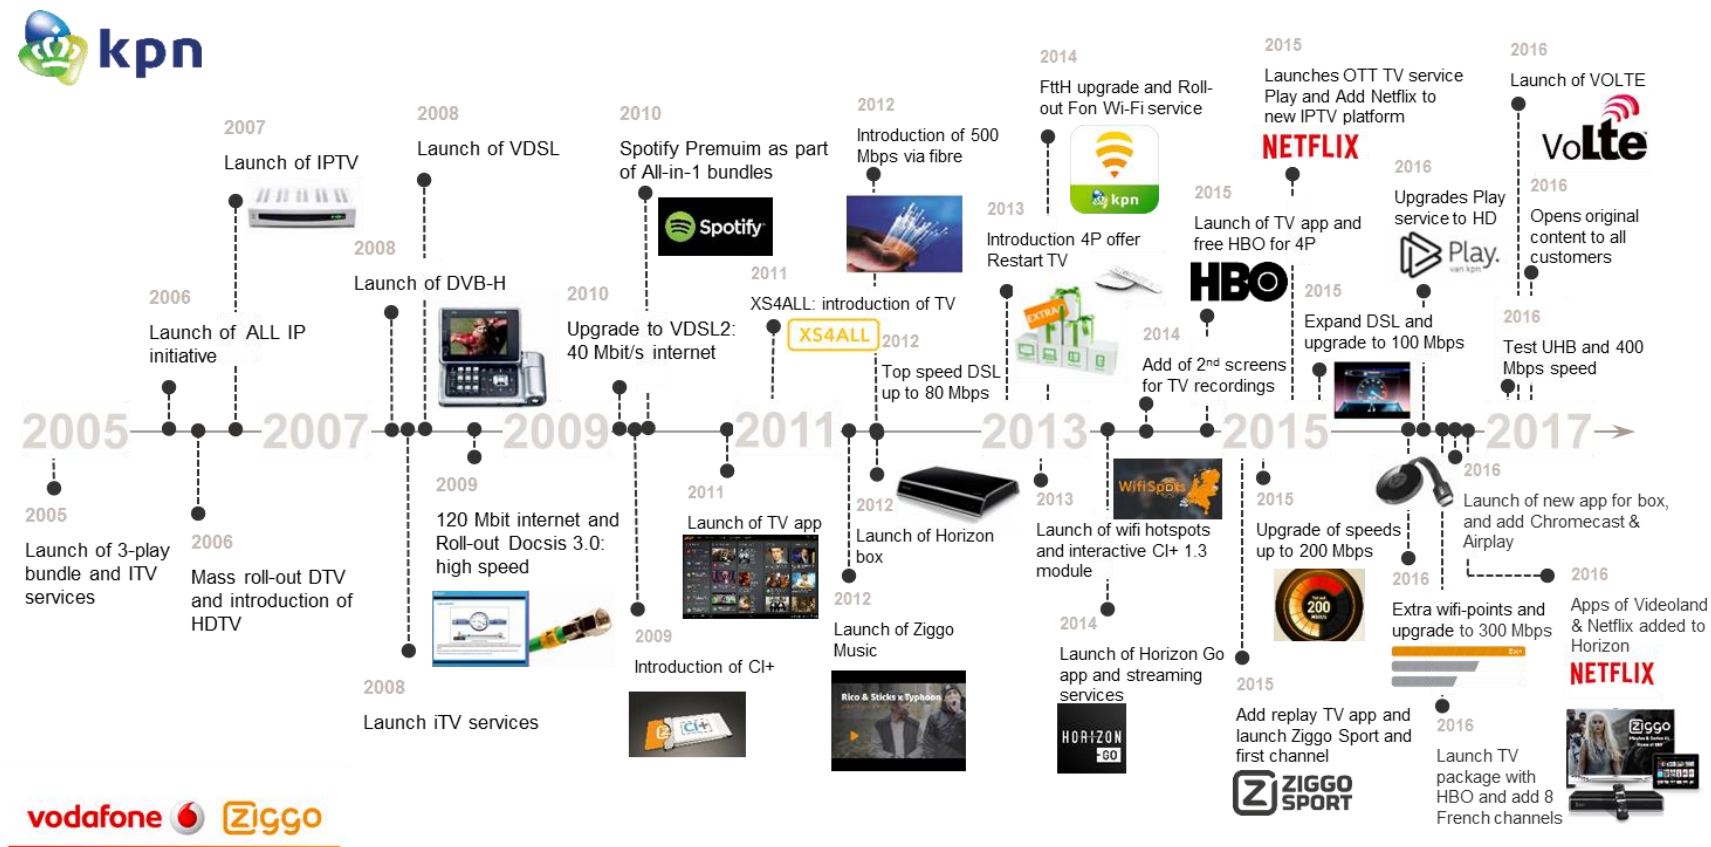 kpn
2007
Launch of IPTV
2008
Launch of VDSL
2010
Spotify Premuim as part
of All-in-1 bundles
Spotify
2012
Introduction of 500
Mbps via fibre
2014
FttH upgrade and Roll-
out Fon Wi-Fi service
kpn
2015
Launches OTT TV service
Play and Add Netflix to
new IPTV platform
NETFLIX
2016
Launch of VOLTE
VoLte
2006
Launch of ALL IP
initiative
2008
Launch of DVB-H
2010
Upgrade to VDSL2:
40 Mbit/s internet
2011
XS4ALL: introduction of TV
XS4ALL
2012
Top speed DSL
up to 80 Mbps
2013
Introduction 4P offer
Restart TV
EXTRA
2014
Add of 2nd screens
for TV recordings
2015
Launch of TV app and
free HBO for 4P
HBO
2015
Expand DSL and
upgrade to 100 Mbps
2016
Upgrades Play
service to HD
Play.
van kpn
2016
Opens original
content to all
customers
2016
Test UHB and 400
Mbps speed
2005 2007 2009 2011 2013 2015 2017
2005
Launch of 3-play
bundle and ITV
services
2006
Mass roll-out DTV
and introduction of
HDTV
2008
Launch iTV services
2009
120 Mbit internet and
Roll-out Docsis 3.0:
high speed
2009
Introduction of CI+
CI+
2011
Launch of TV app
2012
Launch of Horizon
box
2012
Launch of Ziggo
Music
Rico & Sticks x Typhoon
2013
Launch of wifi hotspots
and interactive CI+ 1.3
module
WifiSpots
2014
Launch of Horizon Go
app and streaming
services
HORIZON
GO
2015
Upgrade of speeds
up to 200 Mbps
200
2015
Add replay TV app and
launch Ziggo Sport and
first channel
ZIGGO
SPORT
2016
Extra wifi-points and
upgrade to 300 Mbps
2016
Launch TV
package with
HBO and add 8
French channels
2016
Launch of new app for box,
and add Chromecast &
Airplay
2016
Apps of Videoland
& Netflix added to
Horizon
NETFLIX
ziggo
vodafone ziggo